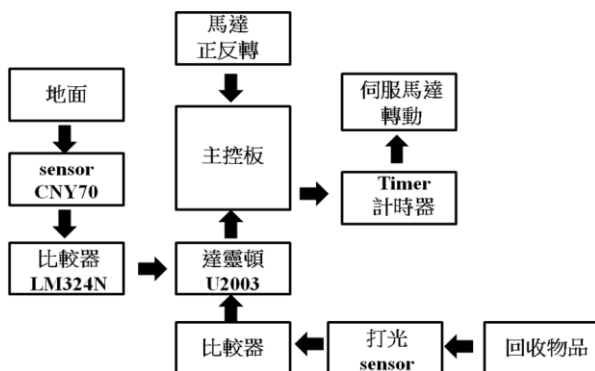 馬達
正反轉
地面
主控板
伺服馬達
轉動
sensor
CNY70
Timer
計時器
比較器
LM324N
達靈頓
U2003
比較器
打光
sensor
回收物品